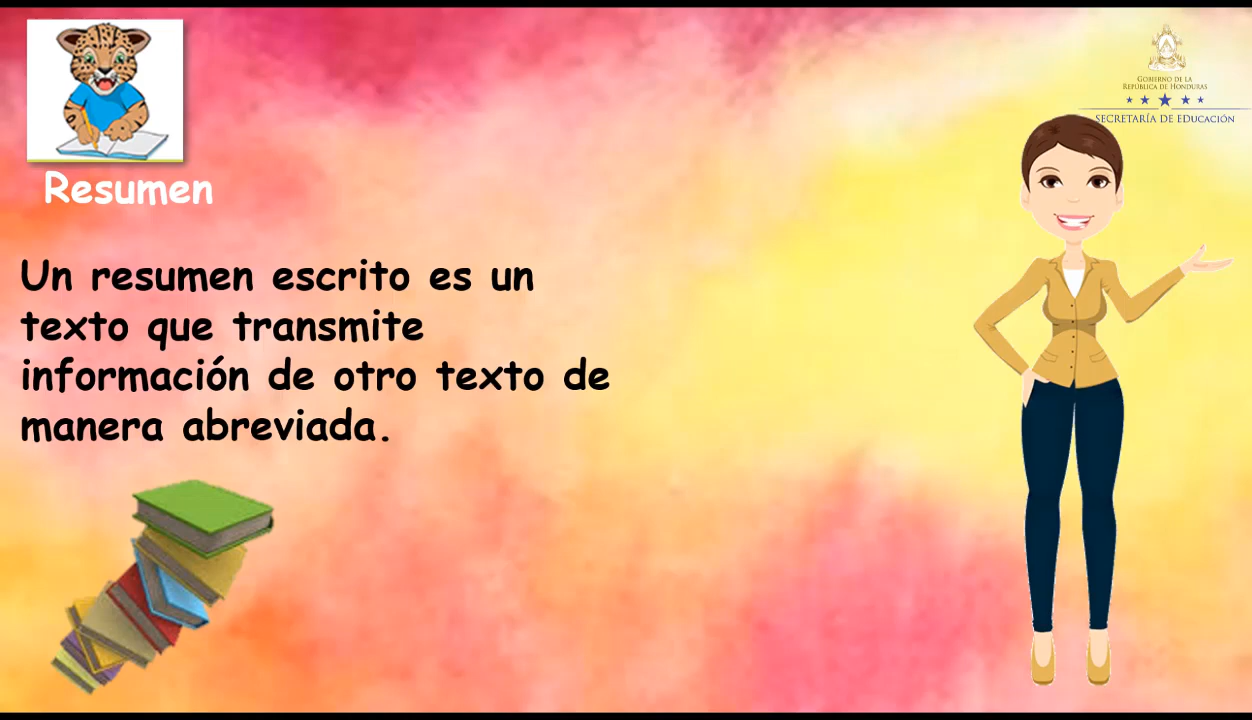 GOBIERNO DE LA
REPÚBLICA DE HONDURAS
SECRETARÍA DE EDUCACIÓN
Resumen
Un resumen escrito es un
texto que transmite
información de otro texto de
manera abreviada.